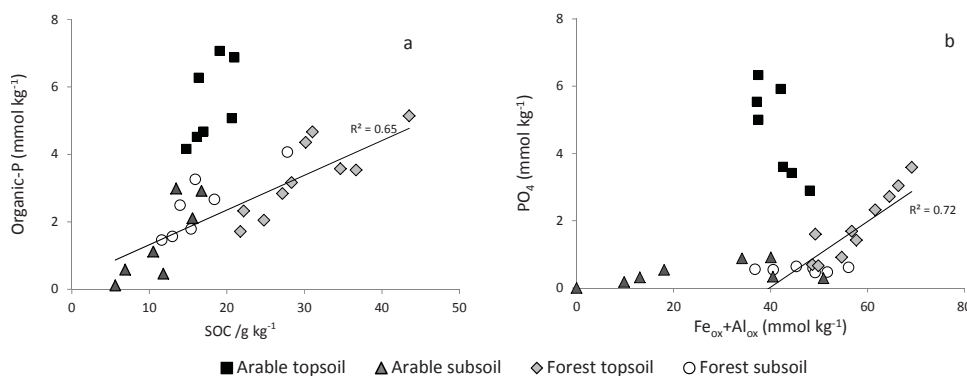 a
Organic-P (mmol kg⁻¹)
8
6
4
2
0
R² = 0.65
0 10 20 30 40 50
SOC /g kg⁻¹
b
PO₄ (mmol kg⁻¹)
8
6
4
2
0
R² = 0.72
0 20 40 60 80
Feₒₓ+Alₒₓ (mmol kg⁻¹)
Arable topsoil Arable subsoil Forest topsoil Forest subsoil